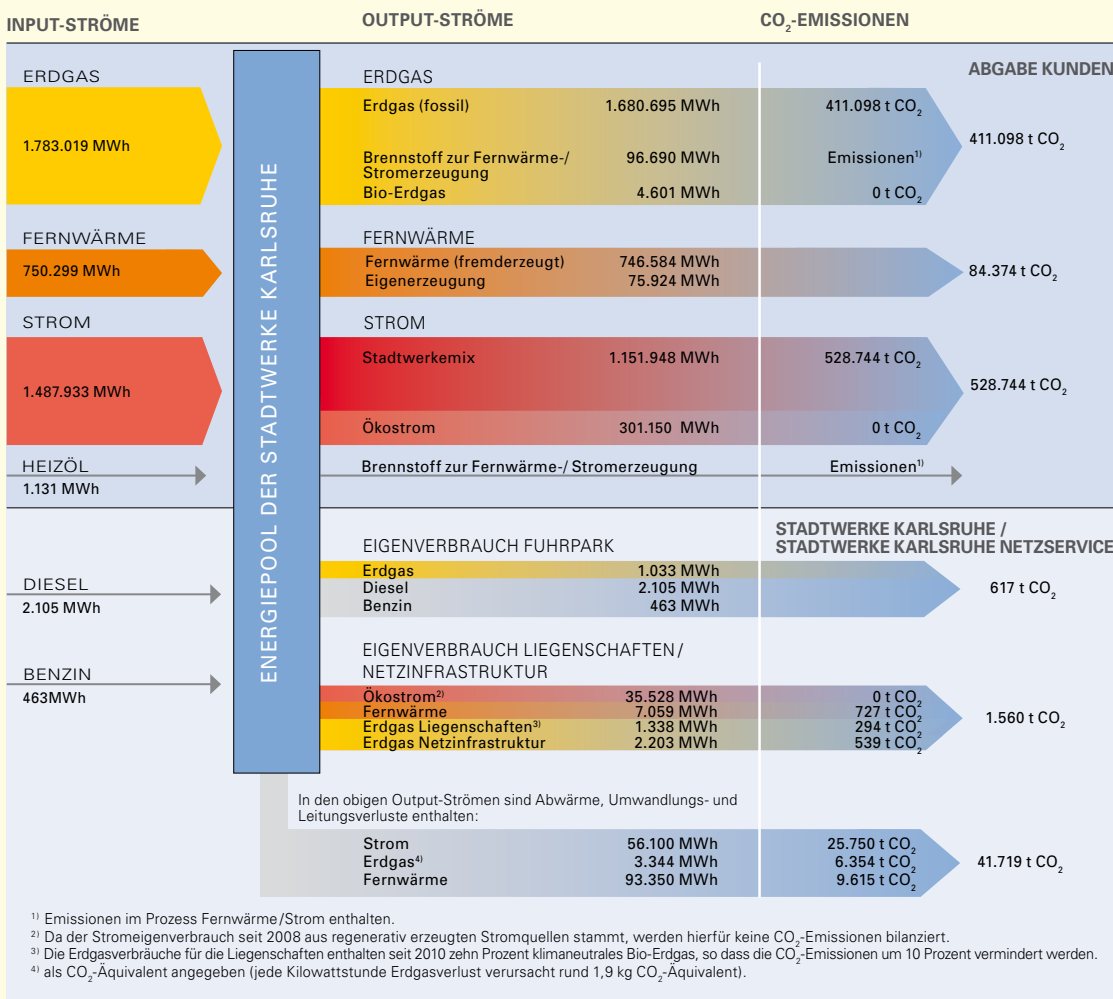 INPUT-STRÖME
OUTPUT-STRÖME
CO₂-EMISSIONEN
ABGABE KUNDEN
ENERGIEPOOL DER STADTWERKE KARLSRUHE
ERDGAS
1.783.019 MWh
ERDGAS
Erdgas (fossil) 1.680.695 MWh 411.098 t CO₂
411.098 t CO₂
Brennstoff zur Fernwärme-/
Stromerzeugung 96.690 MWh Emissionen¹⁾
Bio-Erdgas 4.601 MWh 0 t CO₂
FERNWÄRME
750.299 MWh
FERNWÄRME
Fernwärme (fremderzeugt) 746.584 MWh
Eigenerzeugung 75.924 MWh
84.374 t CO₂
STROM
1.487.933 MWh
STROM
Stadtwerkemix 1.151.948 MWh 528.744 t CO₂
528.744 t CO₂
Ökostrom 301.150 MWh 0 t CO₂
HEIZÖL
1.131 MWh
Brennstoff zur Fernwärme-/ Stromerzeugung Emissionen¹⁾
STADTWERKE KARLSRUHE /
STADTWERKE KARLSRUHE NETZSERVICE
DIESEL
2.105 MWh
EIGENVERBRAUCH FUHRPARK
Erdgas 1.033 MWh
Diesel 2.105 MWh
Benzin 463 MWh
617 t CO₂
BENZIN
463MWh
EIGENVERBRAUCH LIEGENSCHAFTEN/
NETZINFRASTRUKTUR
Ökostrom²⁾ 35.528 MWh 0 t CO₂
Fernwärme 7.059 MWh 727 t CO₂
Erdgas Liegenschaften³⁾ 1.338 MWh 294 t CO₂
Erdgas Netzinfrastruktur 2.203 MWh 539 t CO₂
1.560 t CO₂
In den obigen Output-Strömen sind Abwärme, Umwandlungs- und
Leitungsverluste enthalten:
Strom 56.100 MWh 25.750 t CO₂
Erdgas⁴⁾ 3.344 MWh 6.354 t CO₂
Fernwärme 93.350 MWh 9.615 t CO₂
41.719 t CO₂
¹⁾ Emissionen im Prozess Fernwärme/Strom enthalten.
²⁾ Da der Stromeigenverbrauch seit 2008 aus regenerativ erzeugten Stromquellen stammt, werden hierfür keine CO₂-Emissionen bilanziert.
³⁾ Die Erdgasverbräuche für die Liegenschaften enthalten seit 2010 zehn Prozent klimaneutrales Bio-Erdgas, so dass die CO₂-Emissionen um 10 Prozent vermindert werden.
⁴⁾ als CO₂-Äquivalent angegeben (jede Kilowattstunde Erdgasverlust verursacht rund 1,9 kg CO₂-Äquivalent).